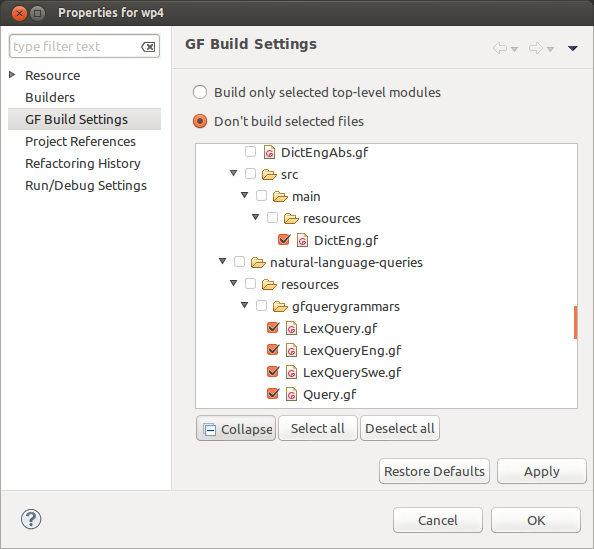 Properties for wp4
type filter text
Resource
Builders
GF Build Settings
Project References
Refactoring History
Run/Debug Settings
GF Build Settings
Build only selected top-level modules
Don't build selected files
DictEngAbs.gf
src
main
resources
DictEng.gf
natural-language-queries
resources
gfquerygrammars
LexQuery.gf
LexQueryEng.gf
LexQuerySwe.gf
Query.gf
Collapse
Select all
Deselect all
Restore Defaults
Apply
?
Cancel
OK